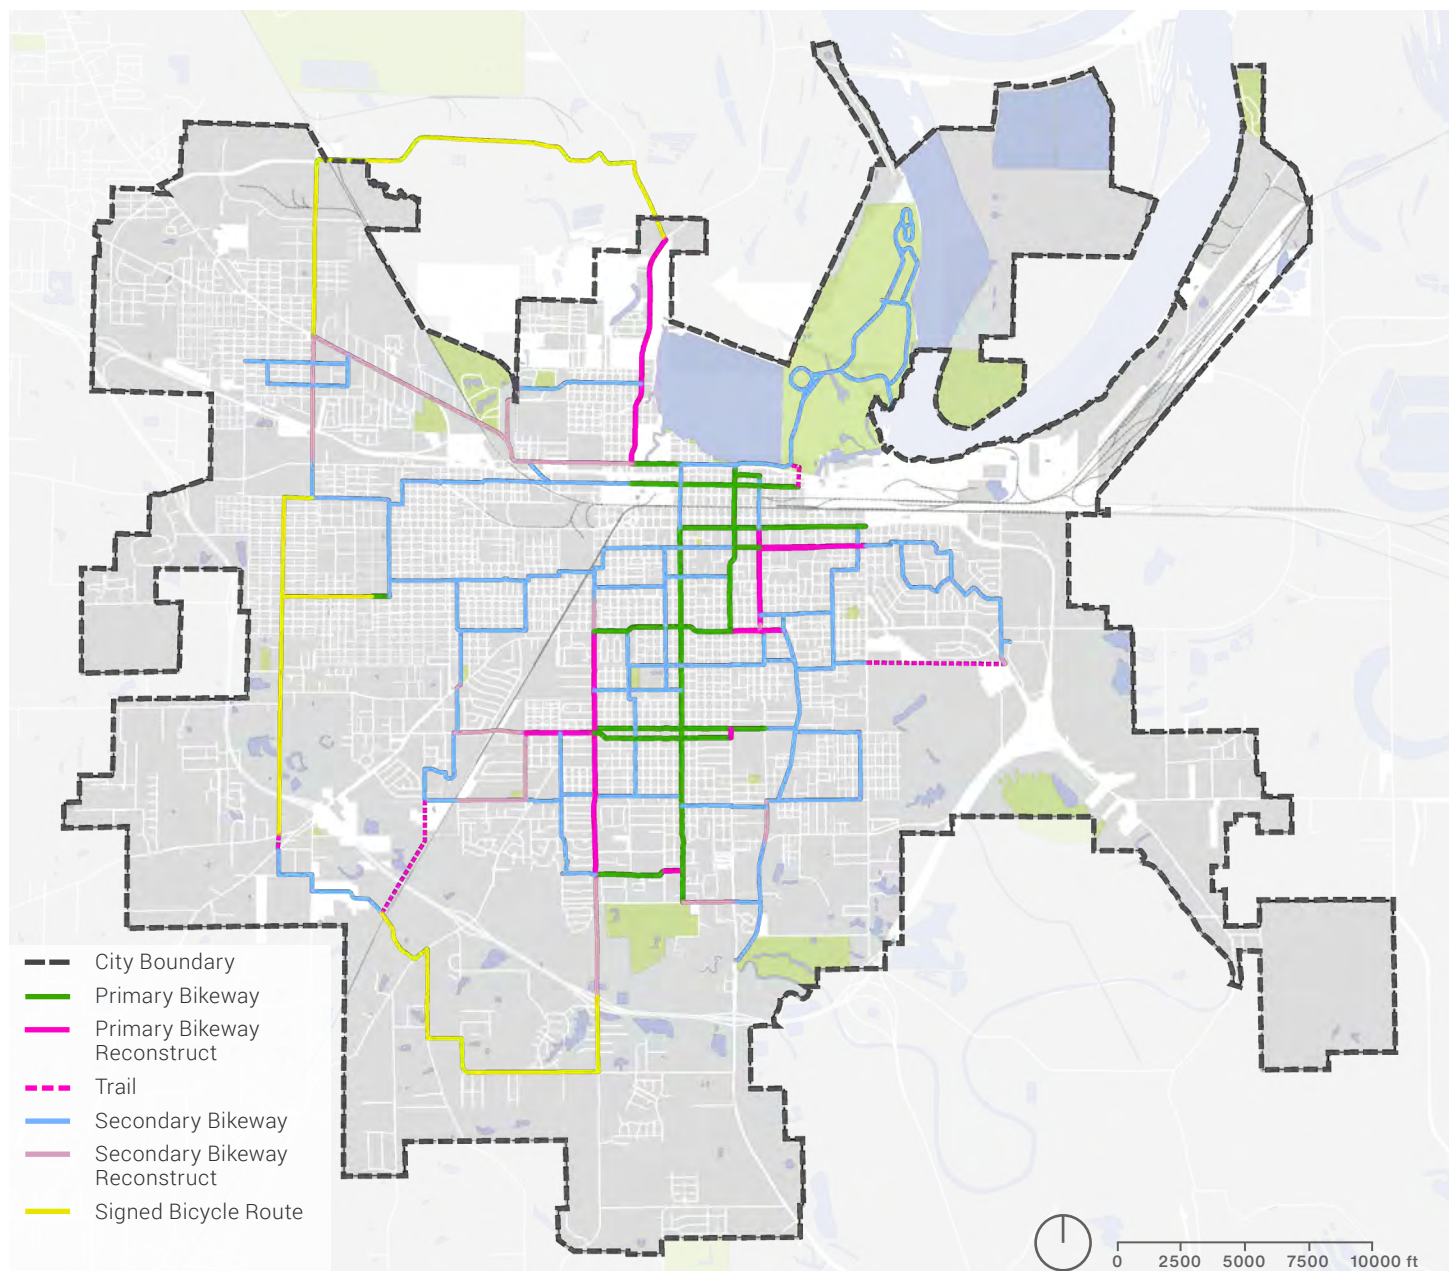 City Boundary
Primary Bikeway
Primary Bikeway
Reconstruct
Trail
Secondary Bikeway
Secondary Bikeway
Reconstruct
Signed Bicycle Route
0 2500 5000 7500 10000 ft